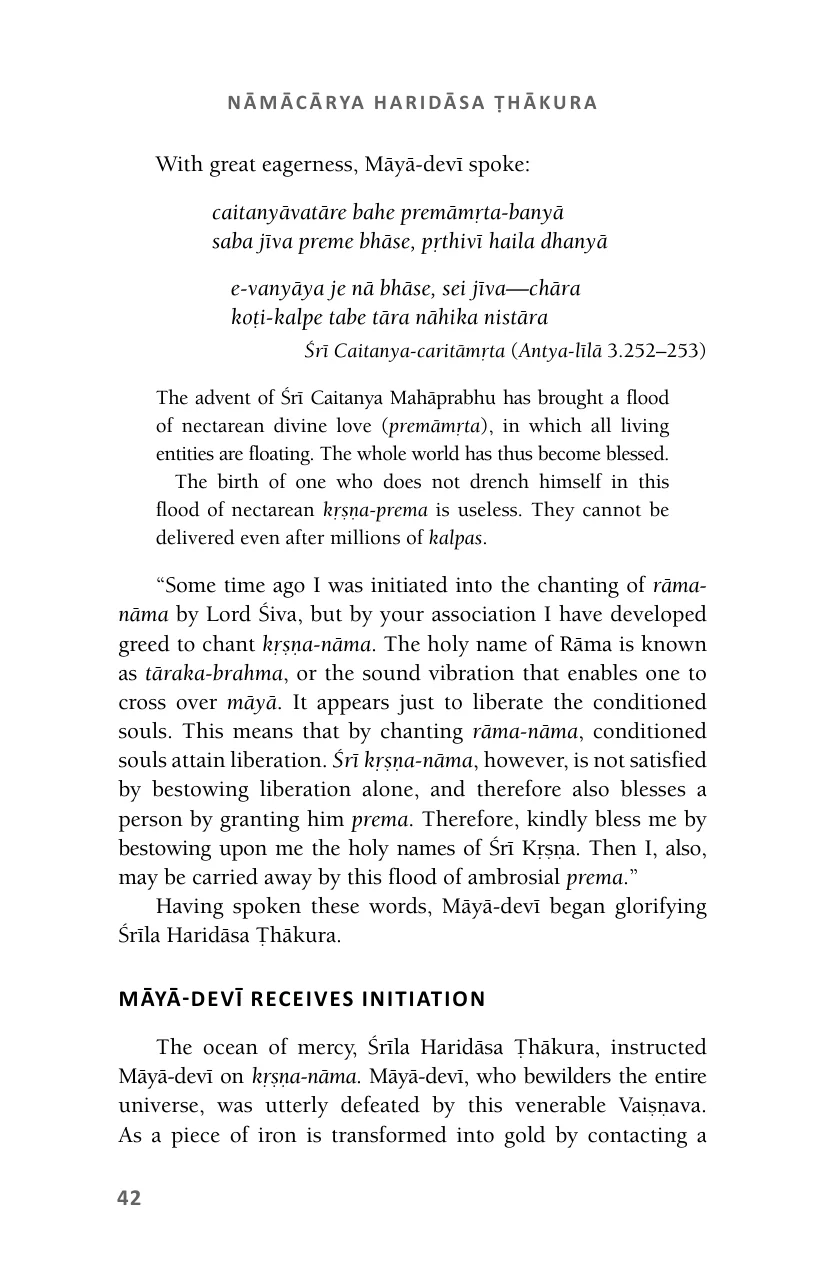 NĀMĀCĀRYA HARIDĀSA ṬHĀKURA
With great eagerness, Māyā-devī spoke:
caitanyāvatāre bahe premāmṛta-banyā
saba jīva preme bhāse, pṛthivī haila dhanyā
e-vanyāya je nā bhāse, sei jīva—chāra
koṭi-kalpe tabe tāra nāhika nistāra
Śrī Caitanya-caritāmṛta (Antya-līlā 3.252–253)
The advent of Śrī Caitanya Mahāprabhu has brought a flood
of nectarean divine love (premāmṛta), in which all living
entities are floating. The whole world has thus become blessed.
The birth of one who does not drench himself in this
flood of nectarean kṛṣṇa-prema is useless. They cannot be
delivered even after millions of kalpas.
“Some time ago I was initiated into the chanting of rāma-
nāma by Lord Śiva, but by your association I have developed
greed to chant kṛṣṇa-nāma. The holy name of Rāma is known
as tāraka-brahma, or the sound vibration that enables one to
cross over māyā. It appears just to liberate the conditioned
souls. This means that by chanting rāma-nāma, conditioned
souls attain liberation. Śrī kṛṣṇa-nāma, however, is not satisfied
by bestowing liberation alone, and therefore also blesses a
person by granting him prema. Therefore, kindly bless me by
bestowing upon me the holy names of Śrī Kṛṣṇa. Then I, also,
may be carried away by this flood of ambrosial prema.”
Having spoken these words, Māyā-devī began glorifying
Śrīla Haridāsa Ṭhākura.
MĀYĀ-DEVĪ RECEIVES INITIATION
The ocean of mercy, Śrīla Haridāsa Ṭhākura, instructed
Māyā-devī on kṛṣṇa-nāma. Māyā-devī, who bewilders the entire
universe, was utterly defeated by this venerable Vaiṣṇava.
As a piece of iron is transformed into gold by contacting a
42